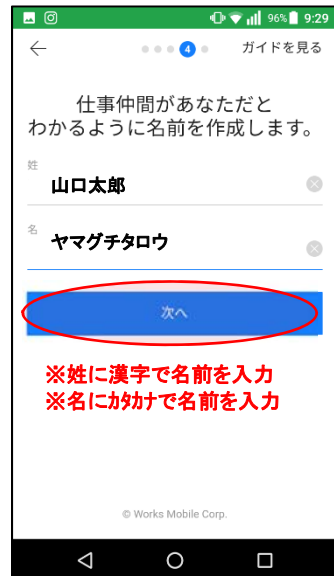 96% 9:29
4 ガイドを見る
仕事仲間があなただと
わかるように名前を作成します。
姓
山口太郎
名
ヤマグチタロウ
次へ
※姓に漢字で名前を入力
※名にｶﾀｶﾅで名前を入力
© Works Mobile Corp.